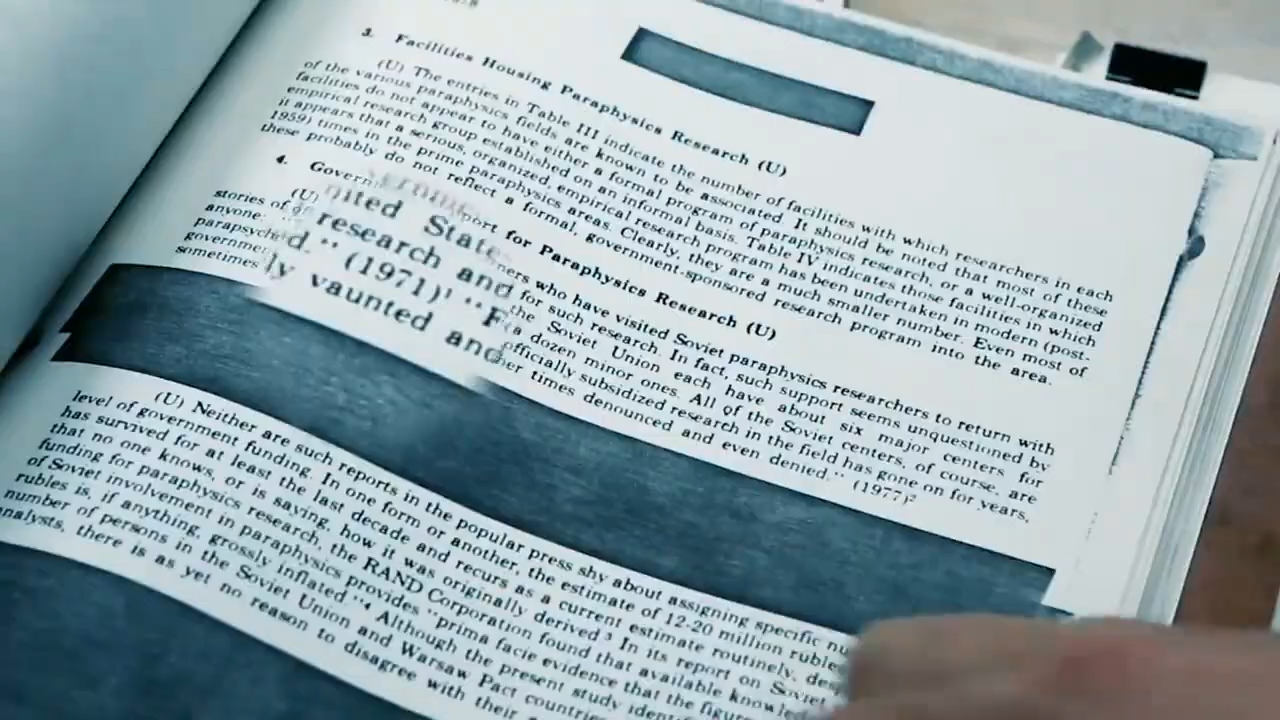 3. Facilities Housing Paraphysics Research (U)
(U) The entries in Table III indicate the number of facilities with which researchers in each
of the various paraphysics fields are known to be associated. It should be noted that most of these
facilities do not appear to have either a formal program of paraphysics research, or a well-organized
empirical research group established on an informal basis. Table IV indicates those facilities in which
it appears that a serious, organized, empirical research program has been undertaken in modern (post-
1959) times in the prime paraphysics areas. Clearly, they are a much smaller number. Even most of
these probably do not reflect a formal, government-sponsored research program into the area.
4. for Paraphysics Research (U)
(U) who have visited Soviet paraphysics researchers to return with
stories of for such research. In fact, such support seems unquestioned by
anyone: the Soviet Union each have about six major centers for
a dozen minor ones. All of the Soviet centers, of course, are
officially subsidized research in the field has gone on for years,
sometimes times denounced and even denied." (1977)²
State
research and
(1971)¹
vaunted and
(U) Neither are such reports in the popular press shy about assigning specific
level of government funding. In one form or another, the estimate of 12-20 million
has survived for at least the last decade and recurs as a current estimate routinely,
that no one knows, or is saying, how it was originally derived³ In its report on Soviet
funding for paraphysics research, the RAND Corporation found that available
of Soviet involvement in paraphysics provides "prima facie evidence that the
rubles is, if anything, grossly inflated"⁴ Although the present study
number of persons in the Soviet Union and Warsaw Pact
there is as yet no reason to disagree with their